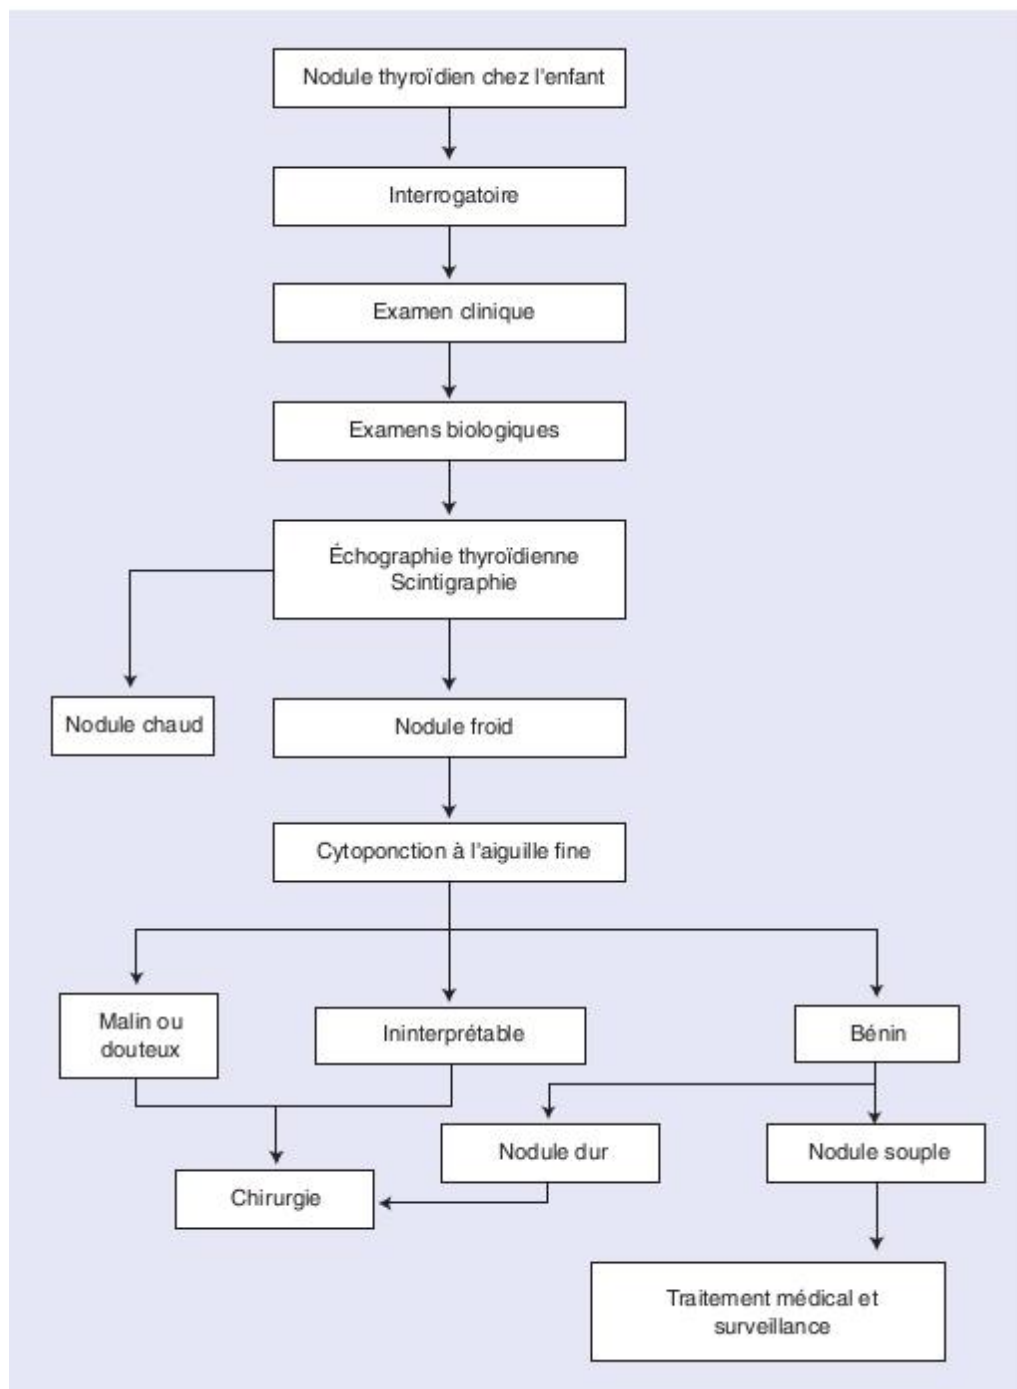 Nodule thyroïdien chez l'enfant
Interrogatoire
Examen clinique
Examens biologiques
Échographie thyroïdienne
Scintigraphie
Nodule chaud
Nodule froid
Cytoponction à l'aiguille fine
Malin ou
douteux
Ininterprétable
Bénin
Nodule dur
Nodule souple
Chirurgie
Traitement médical et
surveillance